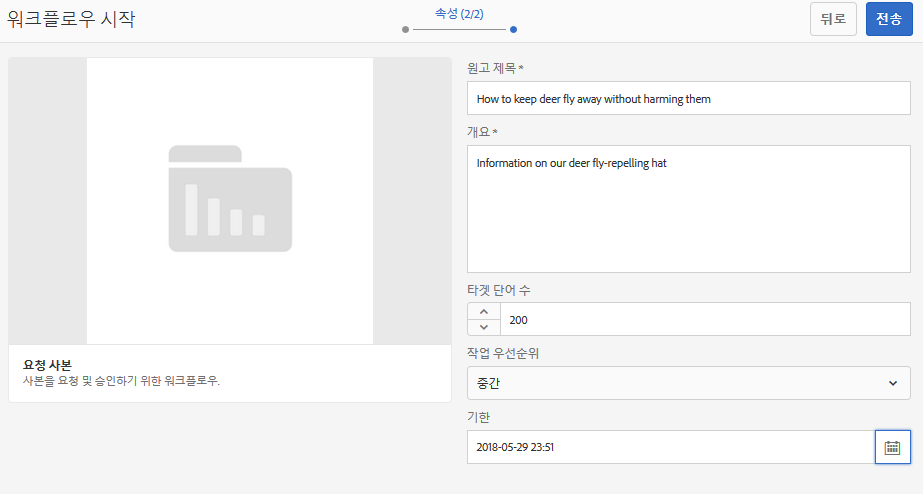 워크플로우 시작
속성 (2/2)
뒤로
전송
원고 제목 *
How to keep deer fly away without harming them
개요 *
Information on our deer fly-repelling hat
타겟 단어 수
200
작업 우선순위
중간
기한
2018-05-29 23:51
요청 사본
사본을 요청 및 승인하기 위한 워크플로우.